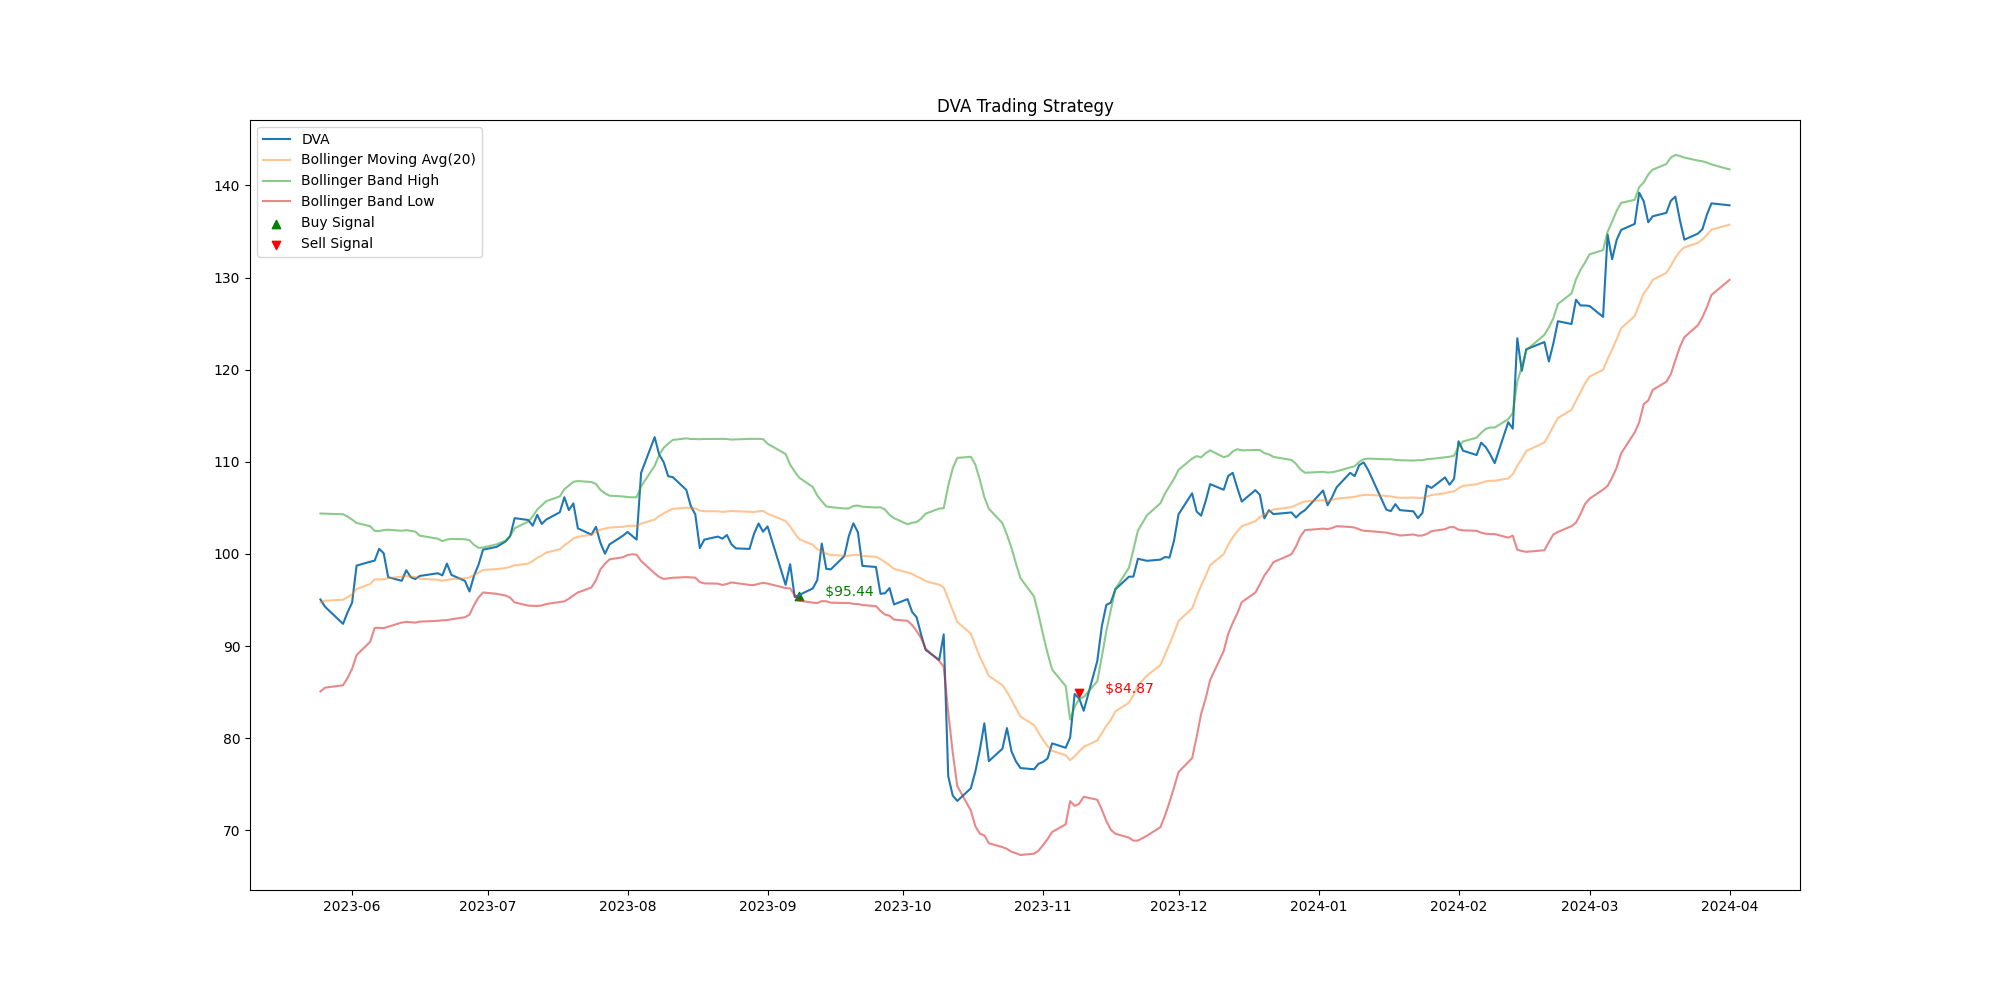 DVA Trading Strategy
DVA
Bollinger Moving Avg(20)
Bollinger Band High
Bollinger Band Low
Buy Signal
Sell Signal
140
130
120
110
100
90
80
70
$95.44
$84.87
2023-06 2023-07 2023-08 2023-09 2023-10 2023-11 2023-12 2024-01 2024-02 2024-03 2024-04